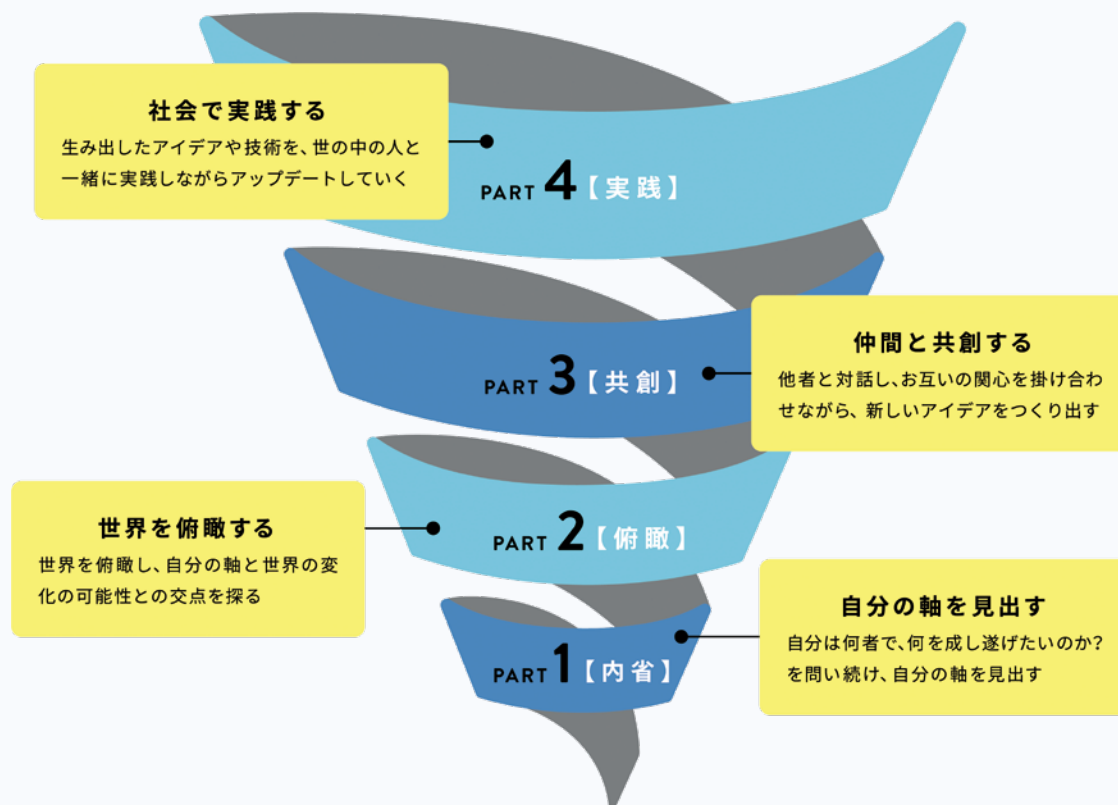 社会で実践する
生み出したアイデアや技術を、世の中の人と
一緒に実践しながらアップデートしていく
PART 4【実践】
仲間と共創する
他者と対話し、お互いの関心を掛け合わ
せながら、新しいアイデアをつくり出す
PART 3【共創】
世界を俯瞰する
世界を俯瞰し、自分の軸と世界の変
化の可能性との交点を探る
PART 2【俯瞰】
自分の軸を見出す
自分は何者で、何を成し遂げたいのか?
を問い続け、自分の軸を見出す
PART 1【内省】